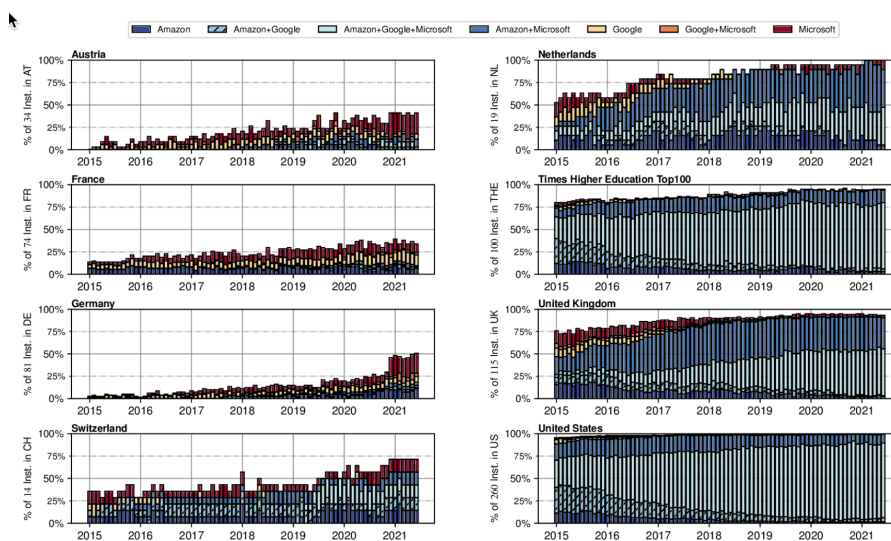 Amazon Amazon+Google Amazon+Google+Microsoft Amazon+Microsoft Google Google+Microsoft Microsoft
Austria
% of 34 Inst. in AT
100%
75%
50%
25%
0%
2015 2016 2017 2018 2019 2020 2021
France
% of 74 Inst. in FR
100%
75%
50%
25%
0%
2015 2016 2017 2018 2019 2020 2021
Germany
% of 81 Inst. in DE
100%
75%
50%
25%
0%
2015 2016 2017 2018 2019 2020 2021
Switzerland
% of 14 Inst. in CH
100%
75%
50%
25%
0%
2015 2016 2017 2018 2019 2020 2021
Netherlands
% of 19 Inst. in NL
100%
75%
50%
25%
0%
2015 2016 2017 2018 2019 2020 2021
Times Higher Education Top100
% of 100 Inst. in THE
100%
75%
50%
25%
0%
2015 2016 2017 2018 2019 2020 2021
United Kingdom
% of 115 Inst. in UK
100%
75%
50%
25%
0%
2015 2016 2017 2018 2019 2020 2021
United States
% of 260 Inst. in US
100%
75%
50%
25%
0%
2015 2016 2017 2018 2019 2020 2021